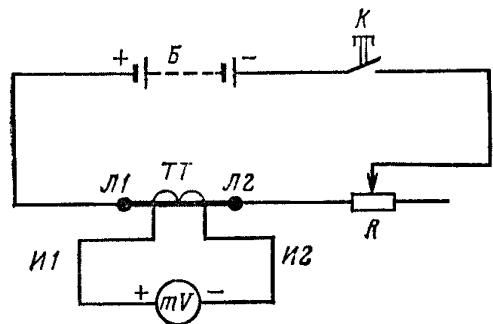 К
+ Б -
Л1 ТТ Л2
R
И1 И2
+ mV -